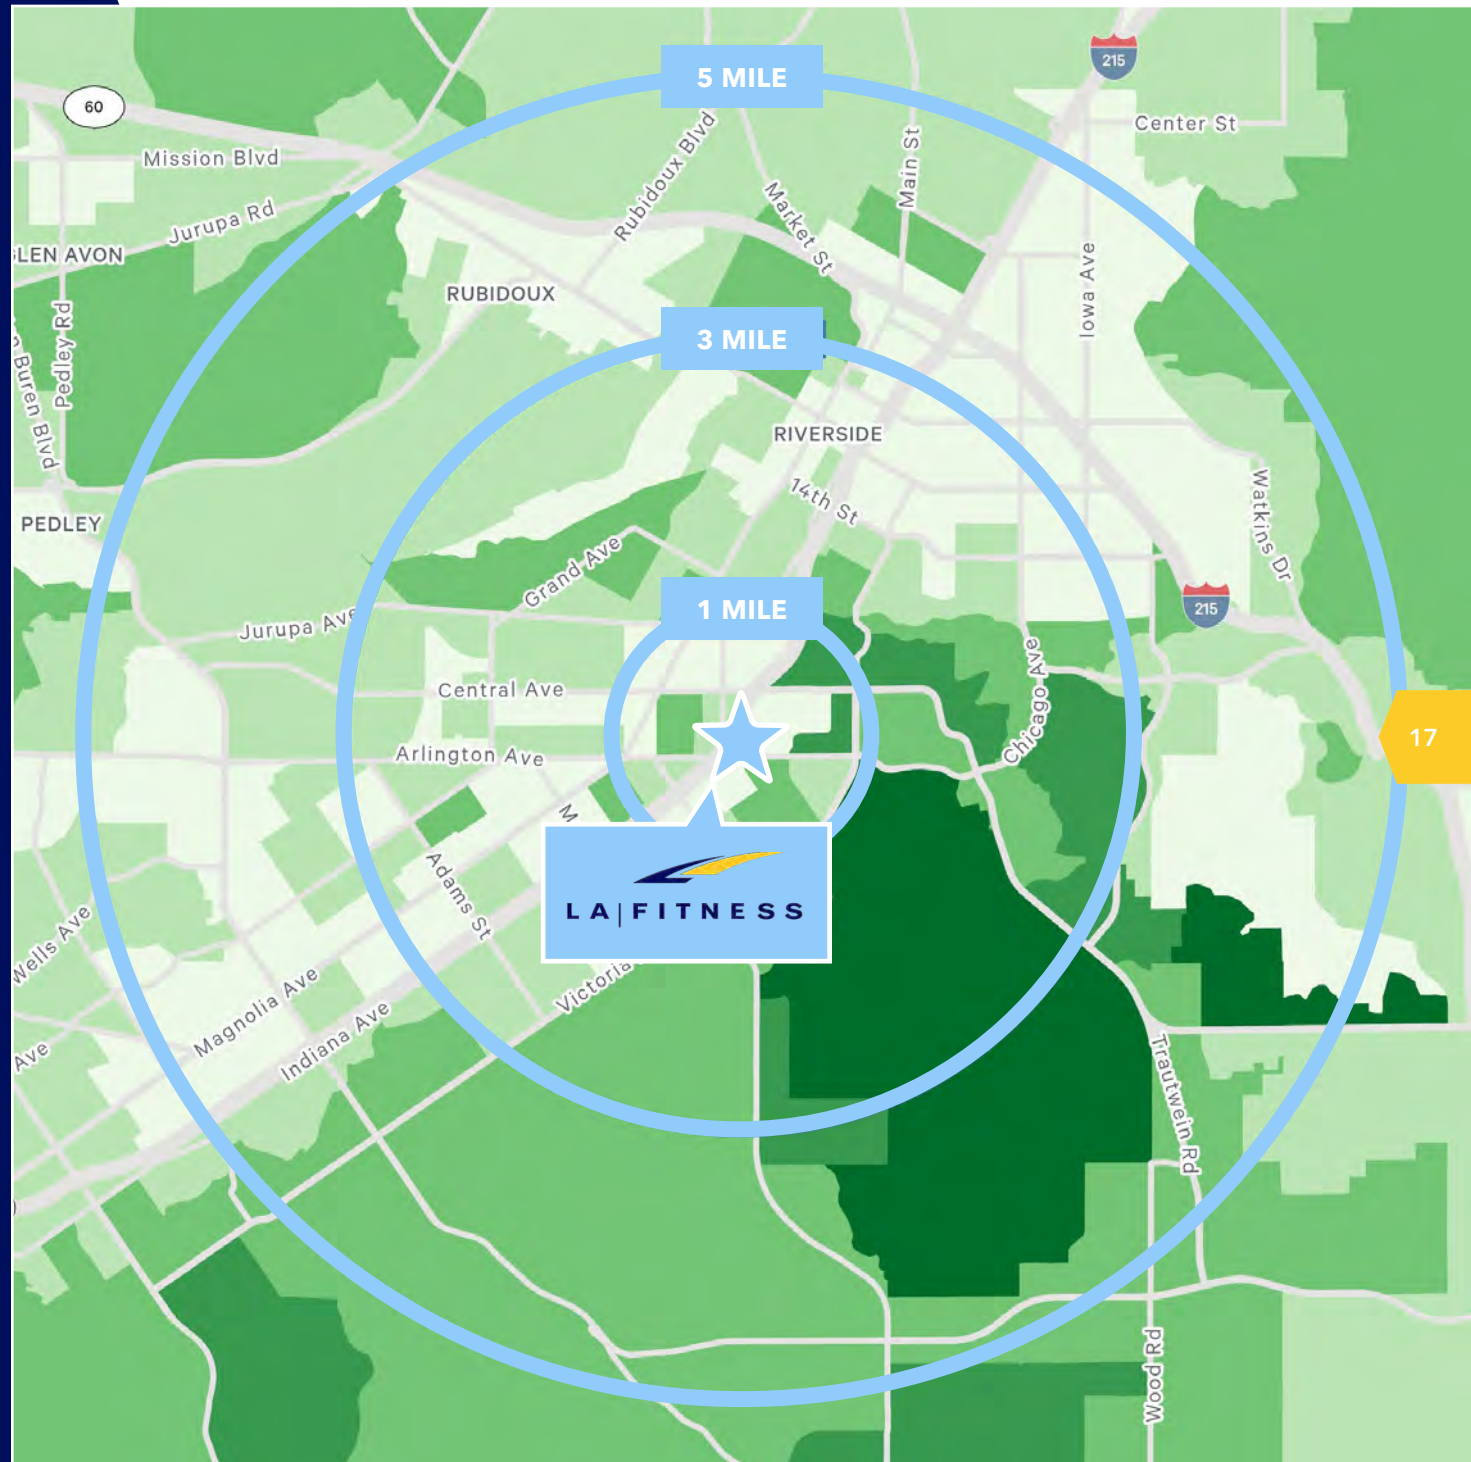 215
5 MILE
60
Center St
Mission Blvd
Rubidoux Blvd
Main St
Jurupa Rd
Market St
LEN AVON
Iowa Ave
RUBIDOUX
Pedley Rd
Buren Blvd
3 MILE
RIVERSIDE
14th St
Watkins Dr
PEDLEY
Grand Ave
215
1 MILE
Jurupa Ave
Chicago Ave
Central Ave
17
Arlington Ave
M
Adams St
LA|FITNESS
Wells Ave
Victoria
Magnolia Ave
Indiana Ave
Ave
Trautwein Rd
Wood Rd